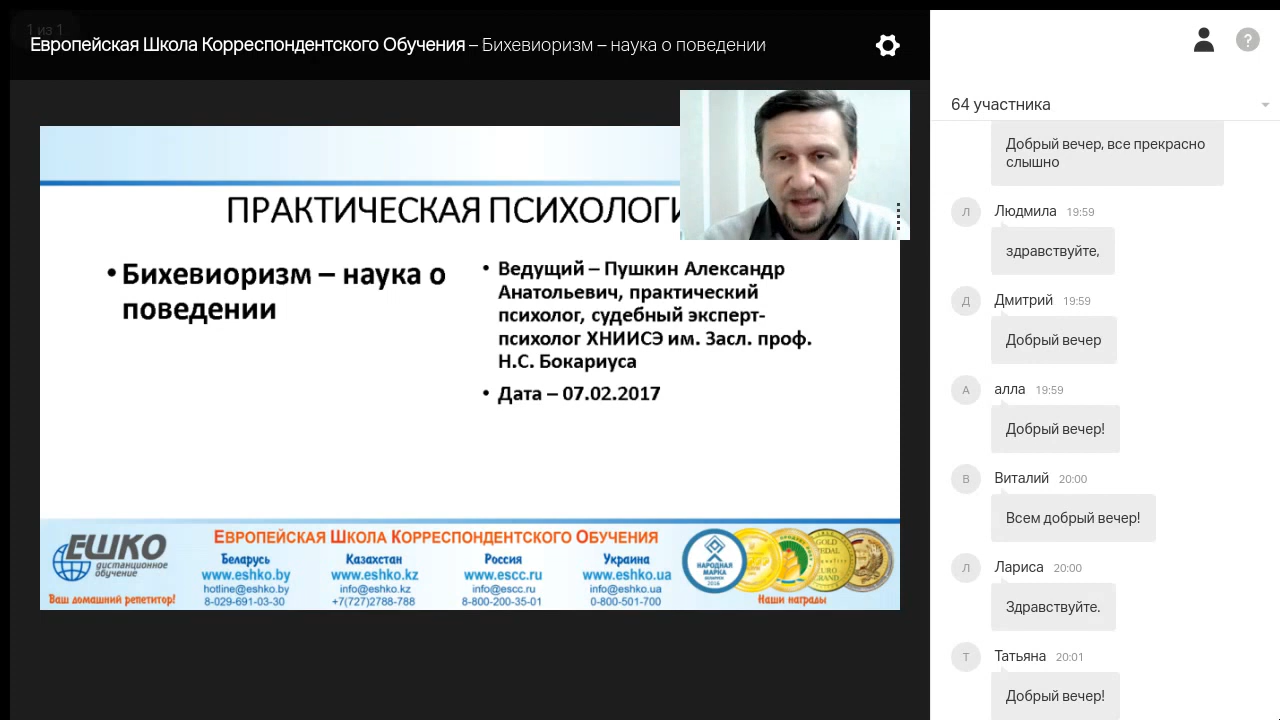 1 из 1
Европейская Школа Корреспондентского Обучения – Бихевиоризм – наука о поведении
ПРАКТИЧЕСКАЯ ПСИХОЛОГИ
• Бихевиоризм – наука о
поведении
• Ведущий – Пушкин Александр
Анатольевич, практический
психолог, судебный эксперт-
психолог ХНИИСЭ им. Засл. проф.
Н.С. Бокариуса
• Дата – 07.02.2017
ЕШКО
дистанционное
обучение
Ваш домашний репетитор!
Европейская Школа Корреспондентского Обучения
Беларусь
www.eshko.by
hotline@eshko.by
8-029-691-03-30
Казахстан
www.eshko.kz
info@eshko.kz
+7(727)2788-788
Россия
www.escc.ru
info@escc.ru
8-800-200-35-01
Украина
www.eshko.ua
info@eshko.ua
0-800-501-700
НАРОДНАЯ
МАРКА
2016
GOLD
MEDAL
Наши награды
?
64 участника
Добрый вечер, все прекрасно
слышно
Л Людмила 19:59
здравствуйте,
Д Дмитрий 19:59
Добрый вечер
А алла 19:59
Добрый вечер!
В Виталий 20:00
Всем добрый вечер!
Л Лариса 20:00
Здравствуйте.
Т Татьяна 20:01
Добрый вечер!